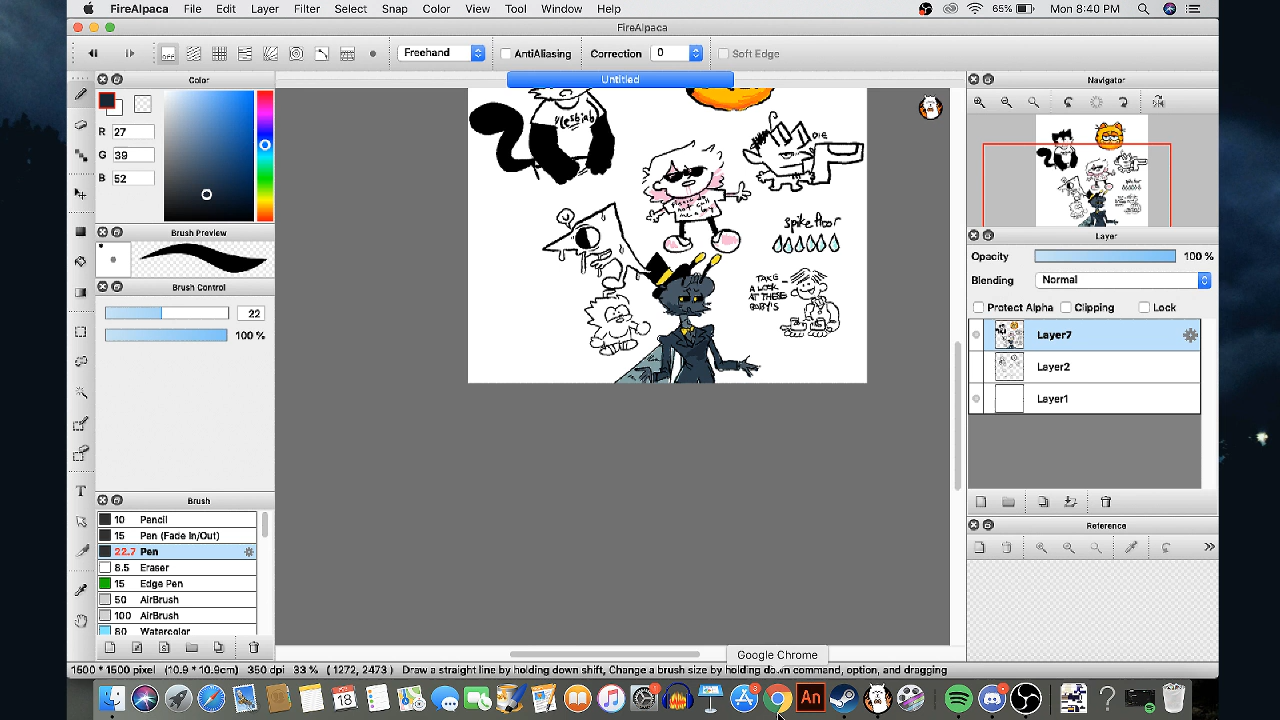 FireAlpaca File Edit Layer Filter Select Snap Color View Tool Window Help 65% Mon 8:40 PM
FireAlpaca
OFF Freehand AntiAliasing Correction 0 Soft Edge
Color
Untitled
Navigator
R 27
G 39
B 52
Brush Preview
Brush Control
22
100 %
Layer
Opacity 100 %
Blending Normal
Protect Alpha Clipping Lock
Layer7
Layer2
Layer1
DIE
spike floor
TAKE
A LOOK
AT THESE
BABY'S
Brush
10 Pencil
15 Pen (Fade In/Out)
22.7 Pen
8.5 Eraser
15 Edge Pen
50 AirBrush
100 AirBrush
80 Watercolor
Reference
Google Chrome
1500 * 1500 pixel (10.9 * 10.9cm) 350 dpi 33 % ( 1272, 2473 ) Draw a straight line by holding down shift, Change a brush size by holding down command, option, and dragging
18
An